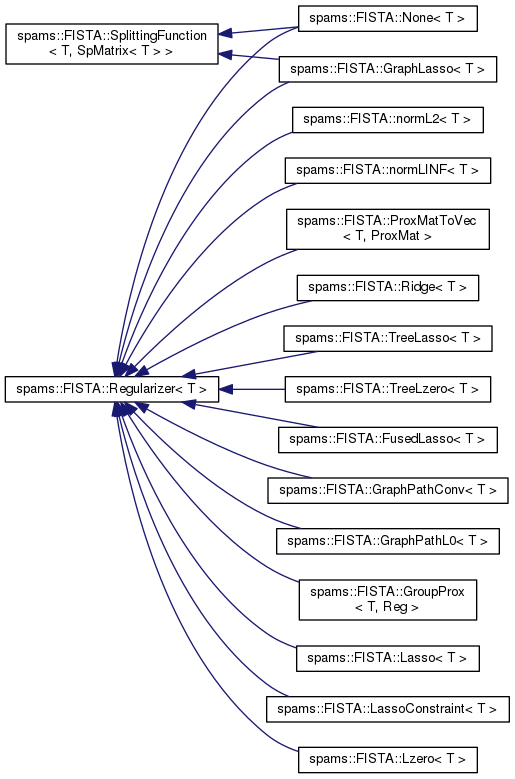 spams::FISTA::None< T >
spams::FISTA::SplittingFunction
< T, SpMatrix< T > >
spams::FISTA::GraphLasso< T >
spams::FISTA::normL2< T >
spams::FISTA::normLINF< T >
spams::FISTA::ProxMatToVec
< T, ProxMat >
spams::FISTA::Ridge< T >
spams::FISTA::TreeLasso< T >
spams::FISTA::Regularizer< T >
spams::FISTA::TreeLzero< T >
spams::FISTA::FusedLasso< T >
spams::FISTA::GraphPathConv< T >
spams::FISTA::GraphPathL0< T >
spams::FISTA::GroupProx
< T, Reg >
spams::FISTA::Lasso< T >
spams::FISTA::LassoConstraint< T >
spams::FISTA::Lzero< T >